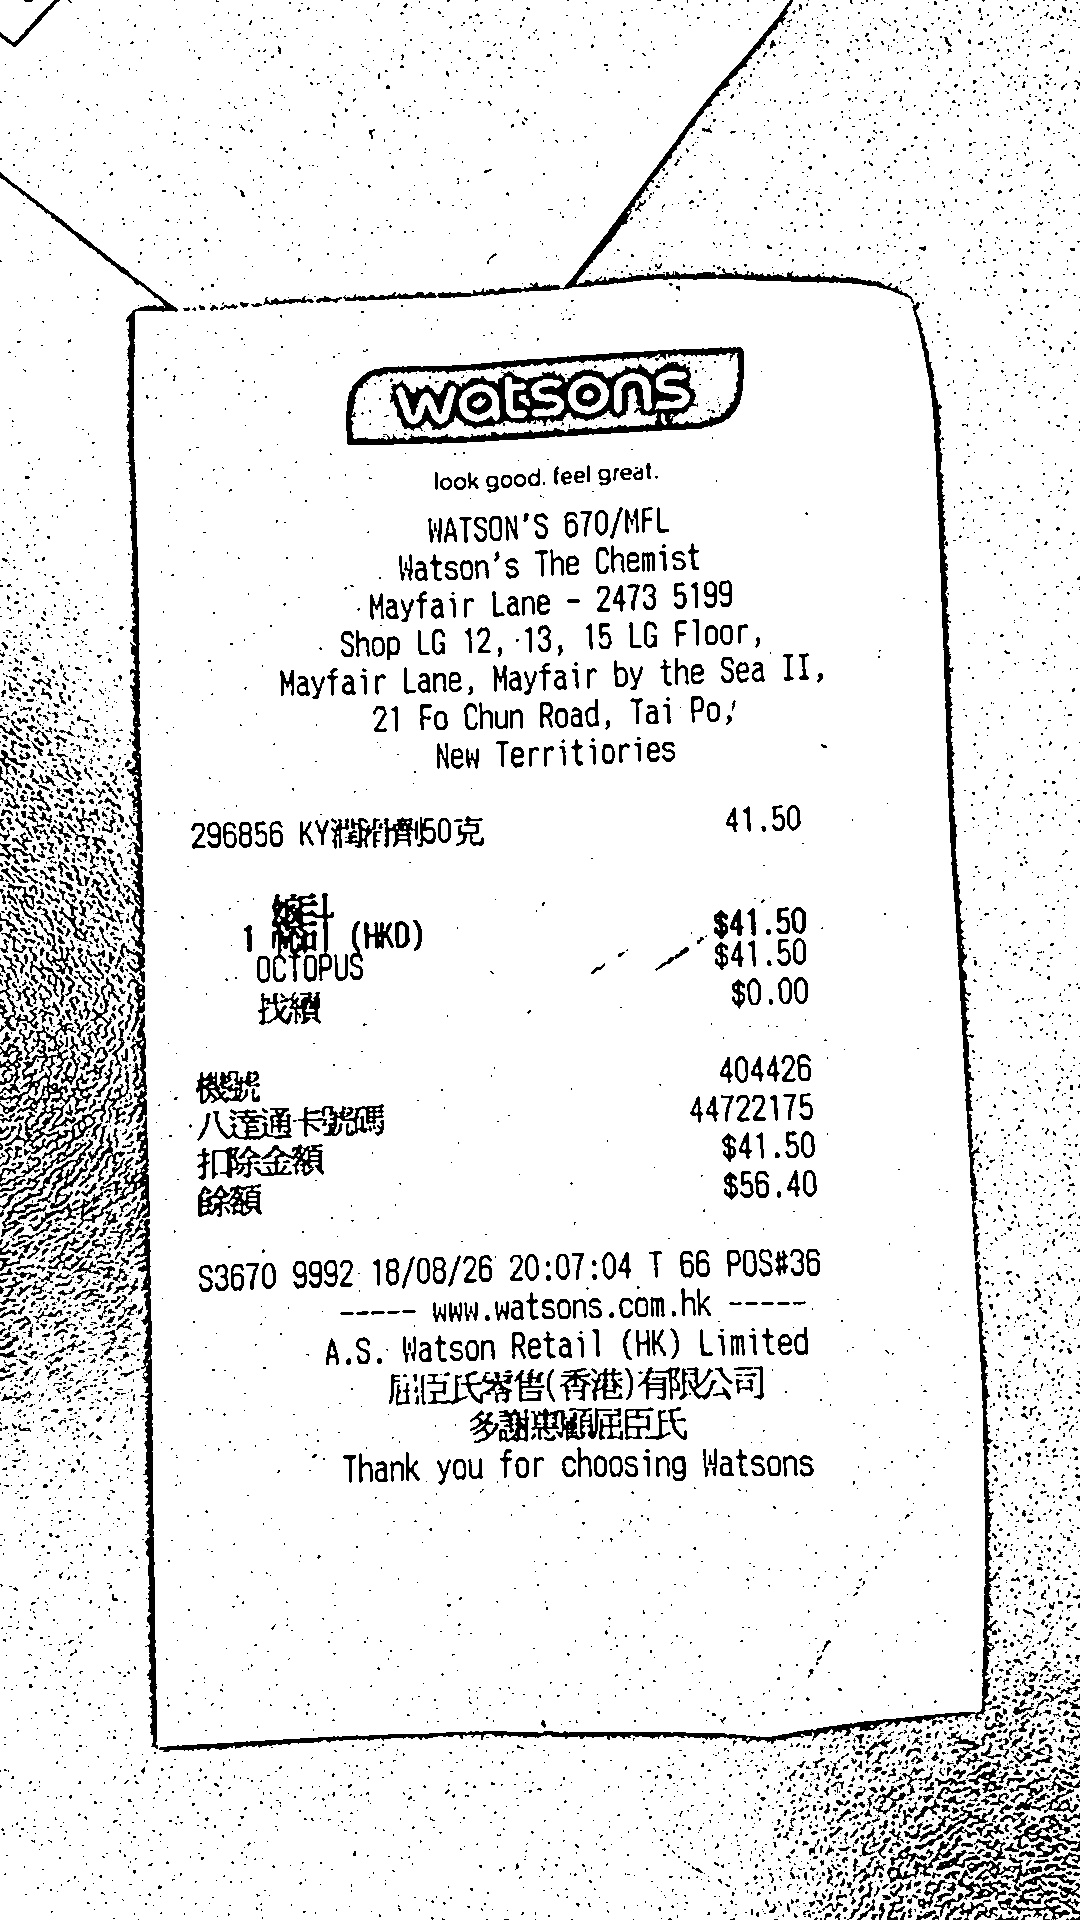 watsons
look good. feel great.
WATSON'S 670/MFL
Watson's The Chemist
Mayfair Lane - 2473 5199
Shop LG 12, 13, 15 LG Floor,
Mayfair Lane, Mayfair by the Sea II,
21 Fo Chun Road, Tai Po,
New Territiories
296856 KY潤滑劑50克 41.50
總計
1 (HKD) $41.50
OCTOPUS $41.50
找續 $0.00
機號 404426
八達通卡號碼 44722175
扣除金額 $41.50
餘額 $56.40
S3670 9992 18/08/26 20:07:04 T 66 POS#36
----- www.watsons.com.hk -----
A.S. Watson Retail (HK) Limited
屈臣氏零售(香港)有限公司
多謝惠顧屈臣氏
Thank you for choosing Watsons